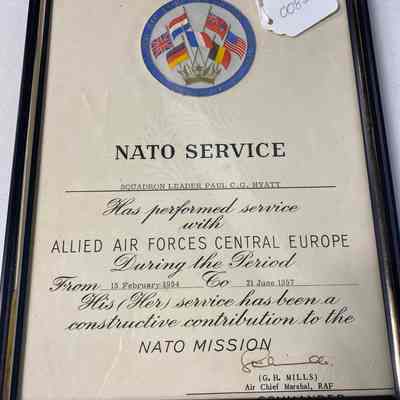 NATO SERVICE
SQUADRON LEADER PAUL C.G. HYATT
Has performed service
with
ALLIED AIR FORCES CENTRAL EUROPE
During the Period
From 15 February 1954 To 21 June 1957
His (Her) service has been a
constructive contribution to the
NATO MISSION
(G.H. MILLS)
Air Chief Marshal, RAF
COMMANDER